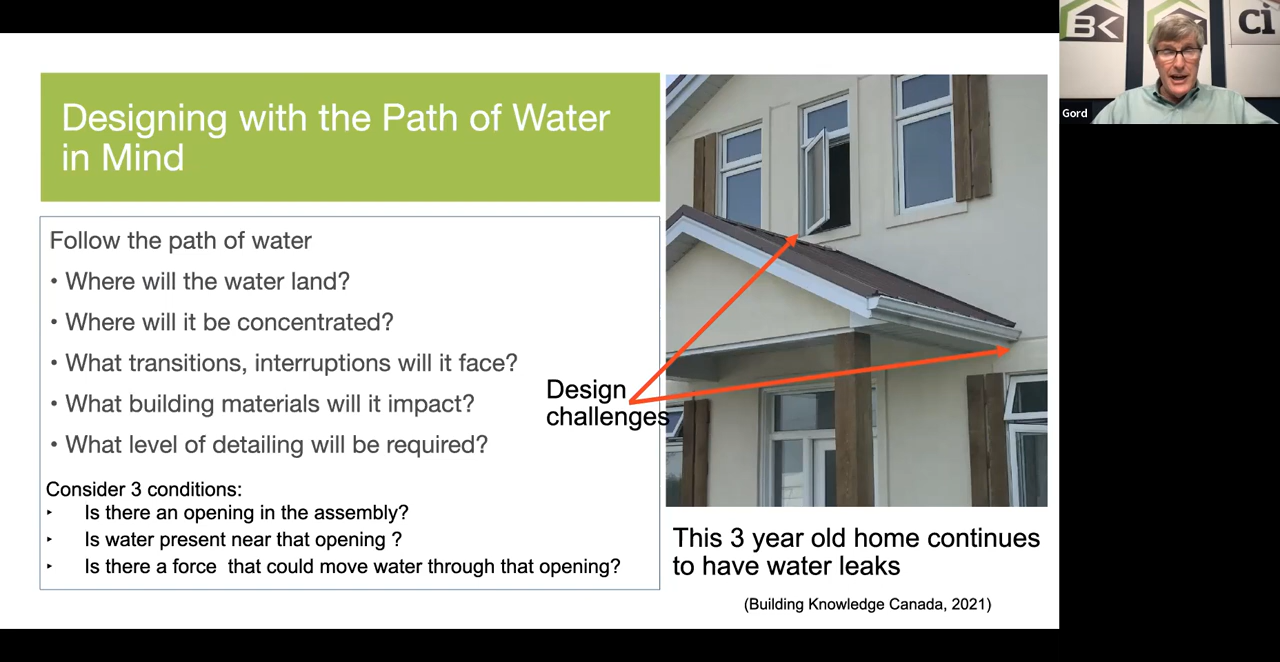 Designing with the Path of Water
in Mind
Follow the path of water
• Where will the water land?
• Where will it be concentrated?
• What transitions, interruptions will it face?
• What building materials will it impact?
• What level of detailing will be required?
Consider 3 conditions:
‣ Is there an opening in the assembly?
‣ Is water present near that opening ?
‣ Is there a force  that could move water through that opening?
Design
challenges
This 3 year old home continues
to have water leaks
(Building Knowledge Canada, 2021)
BK
ci
Gord